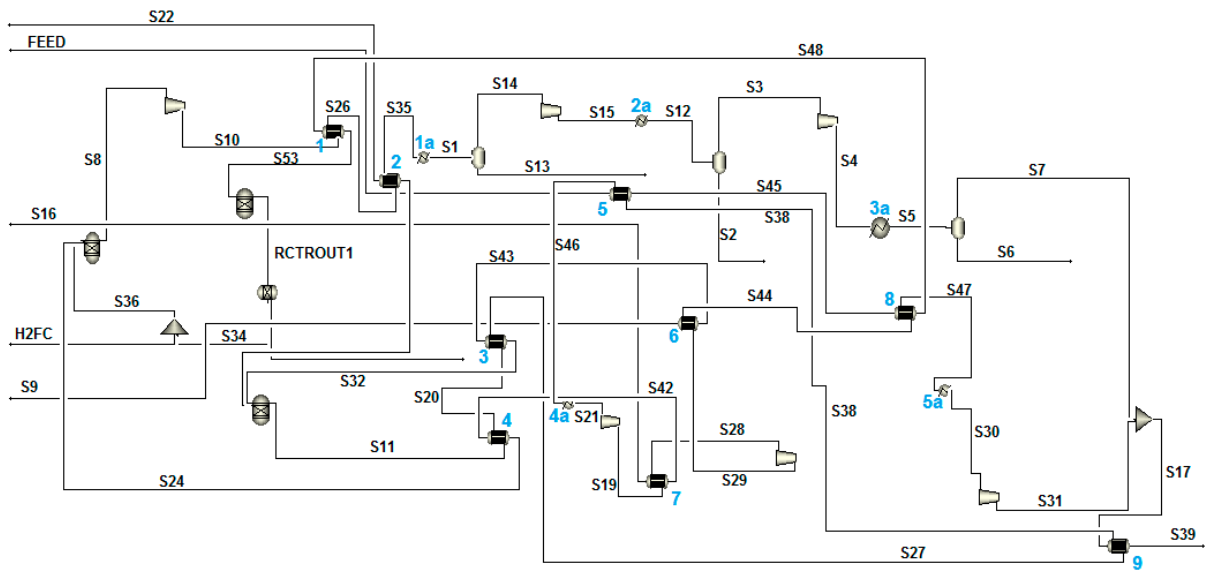 S22
FEED
S48
S3
S14
S26
S35
2a
S12
S15
1a
S1
S10
1
S4
S8
S53
2
S13
S7
S45
5
S38
3a
S5
S16
S46
S2
S6
RCTROUT1
S43
S36
S44
8
S47
H2FC
S34
6
3
S9
S32
S20
S42
5a
4a
S21
S38
4
S30
S28
S11
S17
S24
S19
7
S29
S31
S39
S27
9